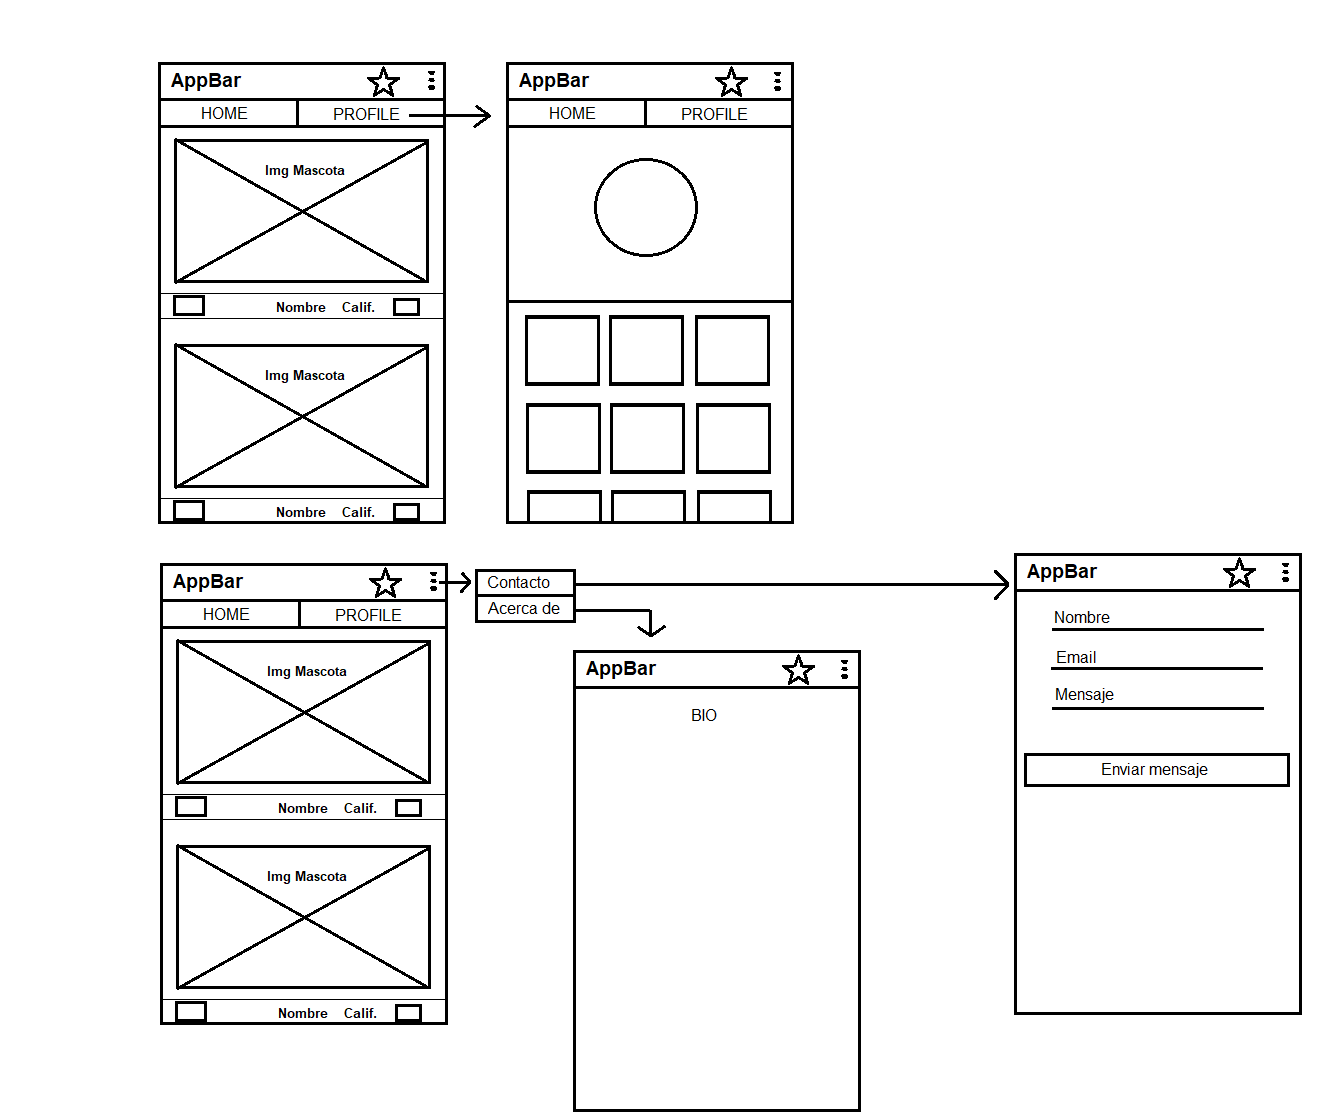 AppBar
HOME PROFILE
Img Mascota
Nombre Calif.
Img Mascota
Nombre Calif.
AppBar
HOME PROFILE
AppBar
HOME PROFILE
Img Mascota
Nombre Calif.
Img Mascota
Nombre Calif.
Contacto
Acerca de
AppBar
BIO
AppBar
Nombre
Email
Mensaje
Enviar mensaje